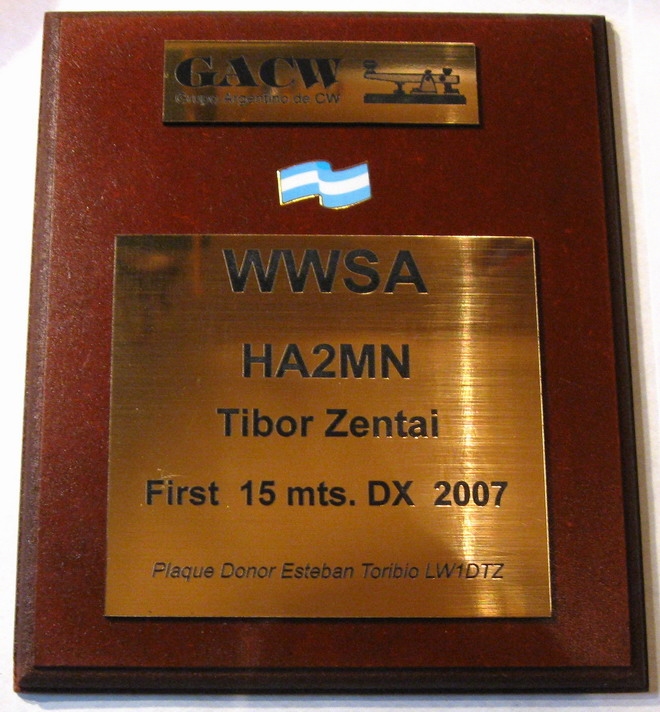 GACW
Grupo Argentino de CW
WWSA
HA2MN
Tibor Zentai
First 15 mts. DX 2007
Plaque Donor Esteban Toribio LW1DTZ